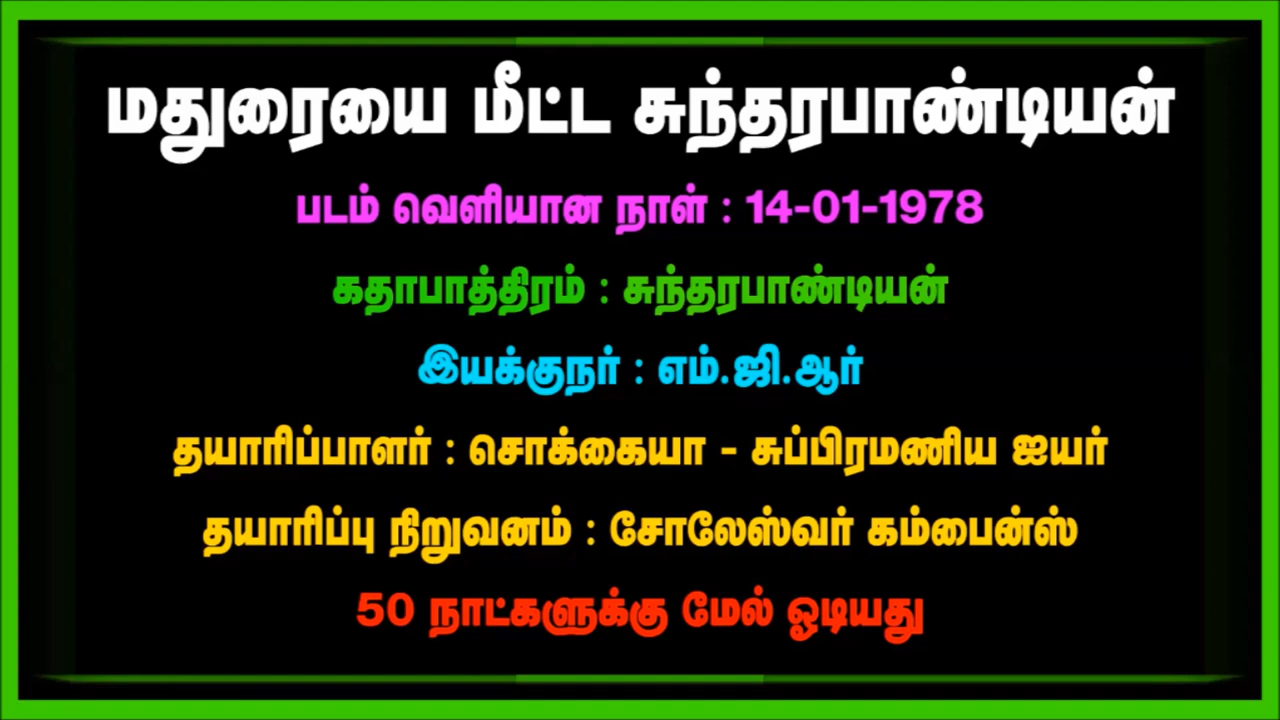 மதுரையை மீட்ட சுந்தரபாண்டியன்
படம் வெளியான நாள் : 14-01-1978
கதாபாத்திரம் : சுந்தரபாண்டியன்
இயக்குநர் : எம்.ஜி.ஆர்
தயாரிப்பாளர் : சொக்கையா - சுப்பிரமணிய ஐயர்
தயாரிப்பு நிறுவனம் : சோலேஸ்வர் கம்பைன்ஸ்
50 நாட்களுக்கு மேல் ஓடியது